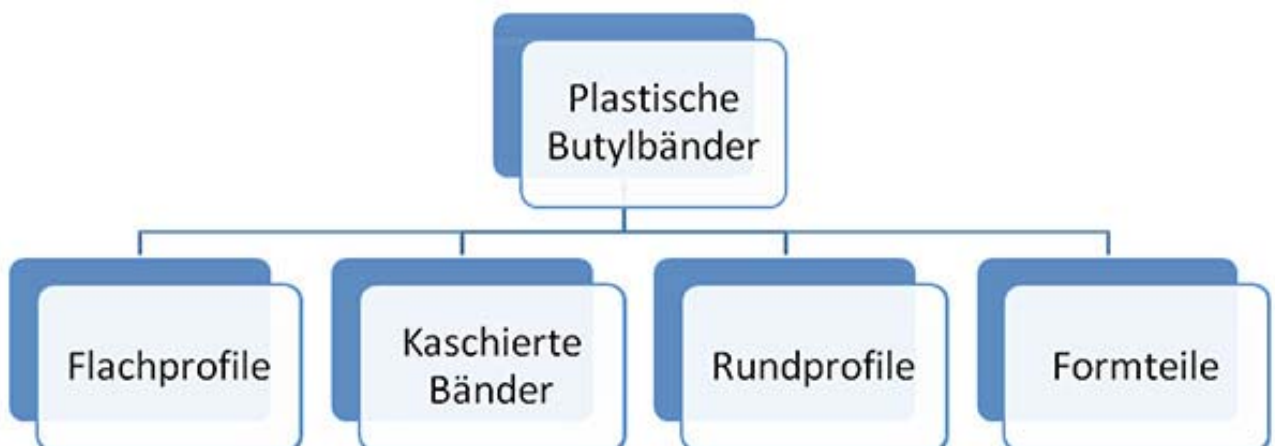 Plastische
Butylbänder
Flachprofile
Kaschierte
Bänder
Rundprofile
Formteile